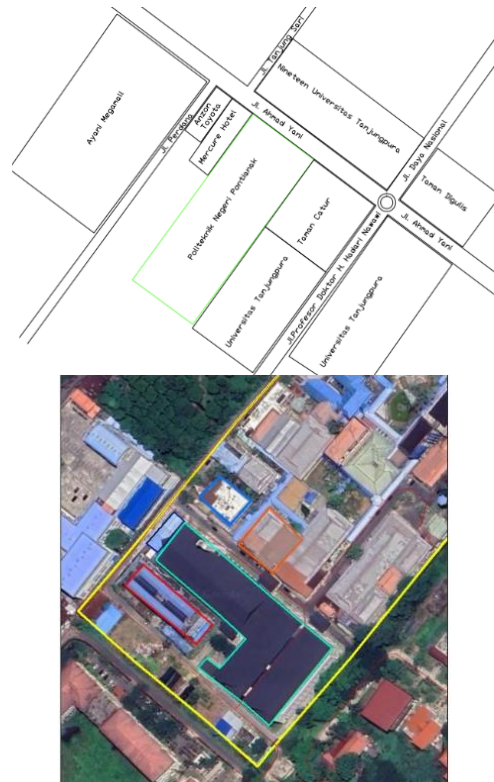 Jl. Tanjung Sari
Ayani Megamall
Jl. Perdana
Anzon
Toyota
Mercure Hotel
Jl. Ahmad Yani
Nineteen Universitas Tanjungpura
Jl. Daya Nasional
Taman Digulis
Politeknik Negeri Pontianak
Taman Catur
Jl. Ahmad Yani
Universitas Tanjungpura
Jl.Profesor Doktor H. Hadari Nawawi
Universitas Tanjungpura